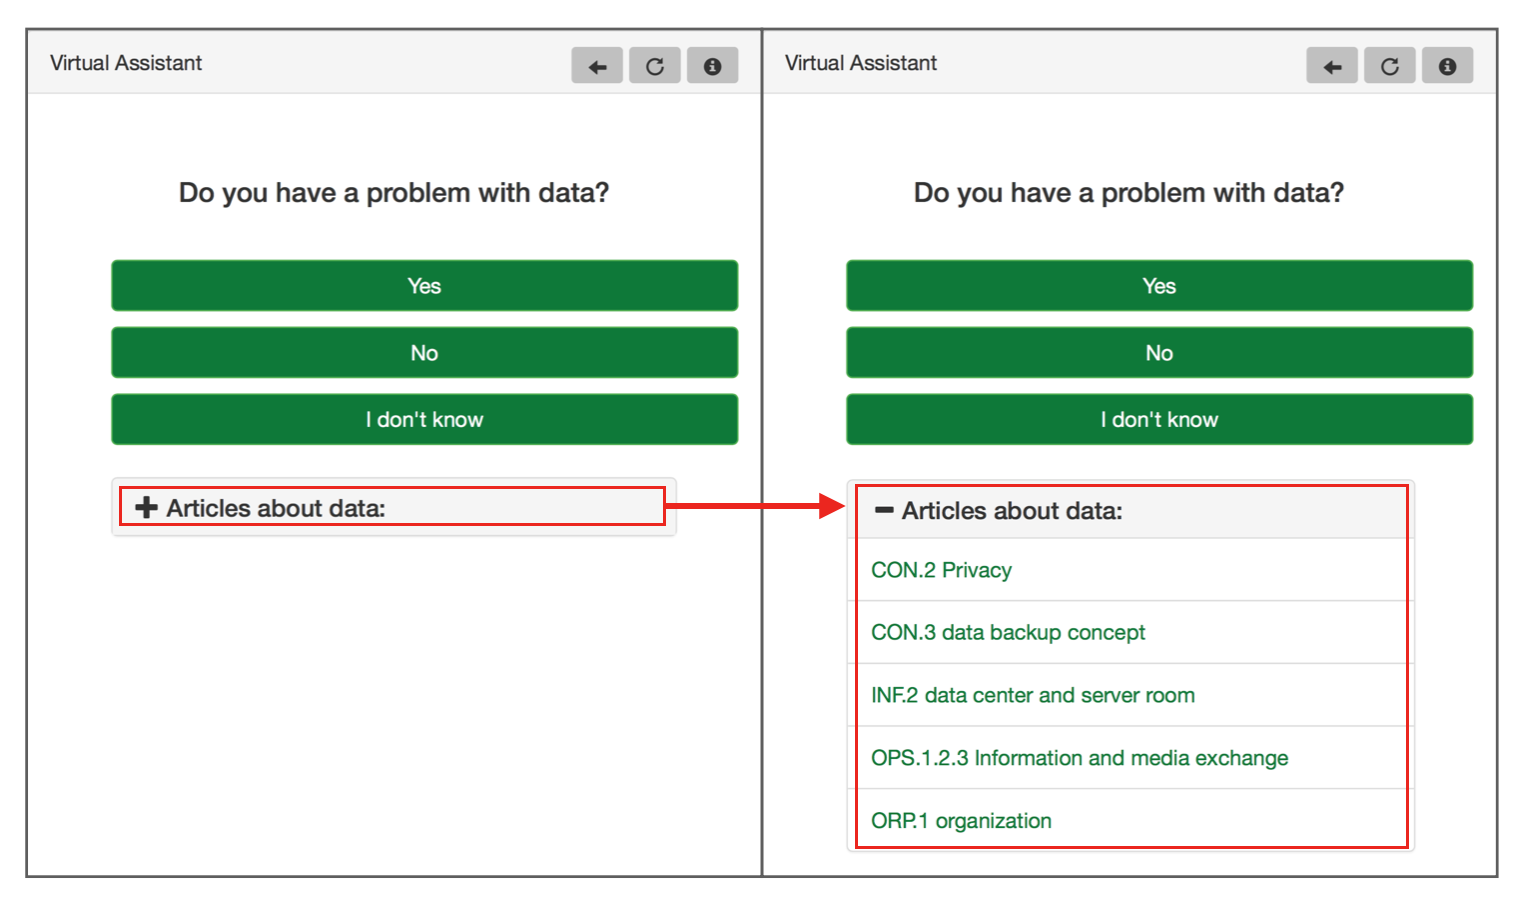 Virtual Assistant
Do you have a problem with data?
Yes
No
I don't know
Articles about data:
Virtual Assistant
Do you have a problem with data?
Yes
No
I don't know
Articles about data:
CON.2 Privacy
CON.3 data backup concept
INF.2 data center and server room
OPS.1.2.3 Information and media exchange
ORP.1 organization